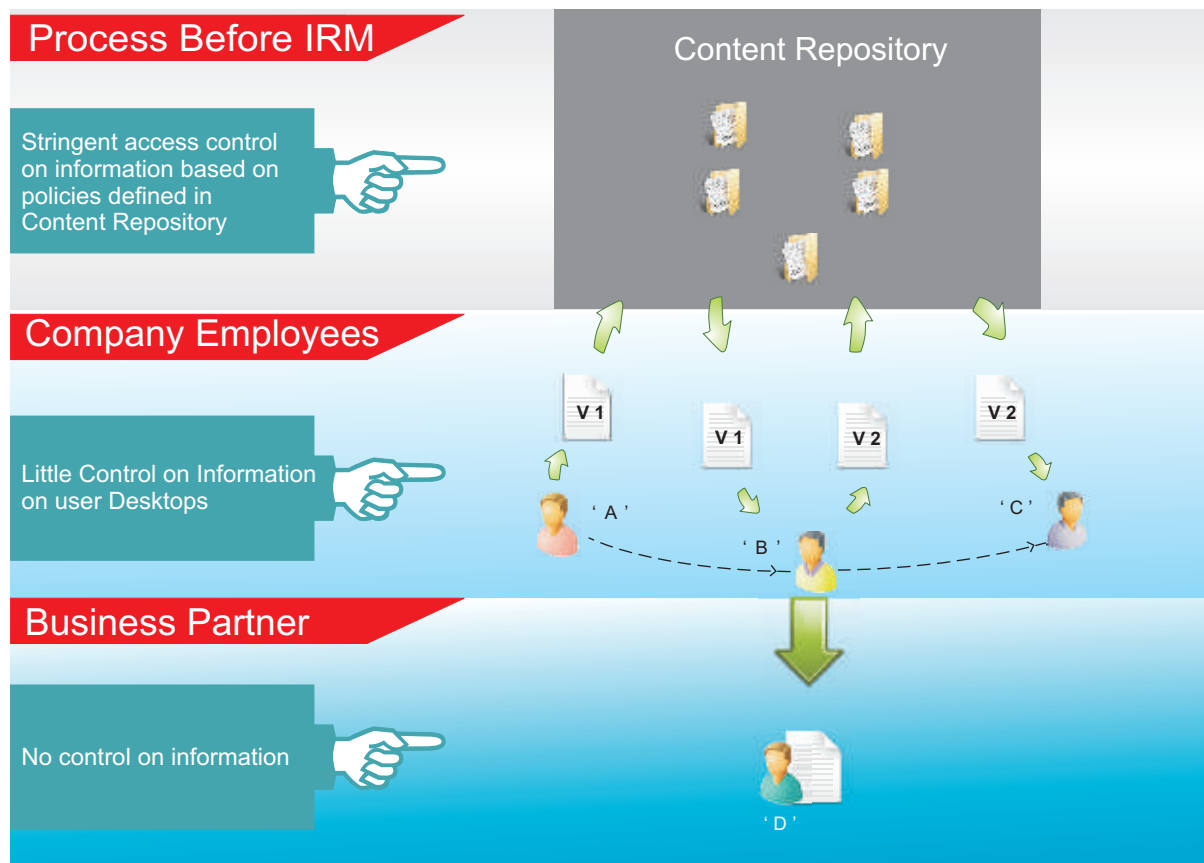 Process Before IRM
Content Repository
Stringent access control
on information based on
policies defined in
Content Repository
Company Employees
V 1
V 1
V 2
V 2
Little Control on Information
on user Desktops
‘ A ’
‘ B ’
‘ C ’
Business Partner
No control on information
‘ D ’